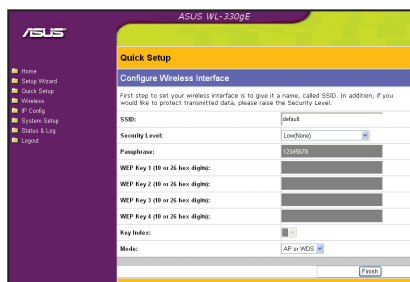 ASUS WL-330gE
ASUS
Home
Setup Wizard
Quick Setup
Wireless
IP Config
System Setup
Status & Log
Logout
Quick Setup
Configure Wireless Interface
First step to set your wireless interface is to give it a name, called SSID. In addition, if you
would like to protect transmitted data, please raise the Security Level.
SSID: default
Security Level: Low(None)
Passphrase: 12345678
WEP Key 1 (10 or 26 hex digits):
WEP Key 2 (10 or 26 hex digits):
WEP Key 3 (10 or 26 hex digits):
WEP Key 4 (10 or 26 hex digits):
Key Index:
Mode: AP or WDS
Finish